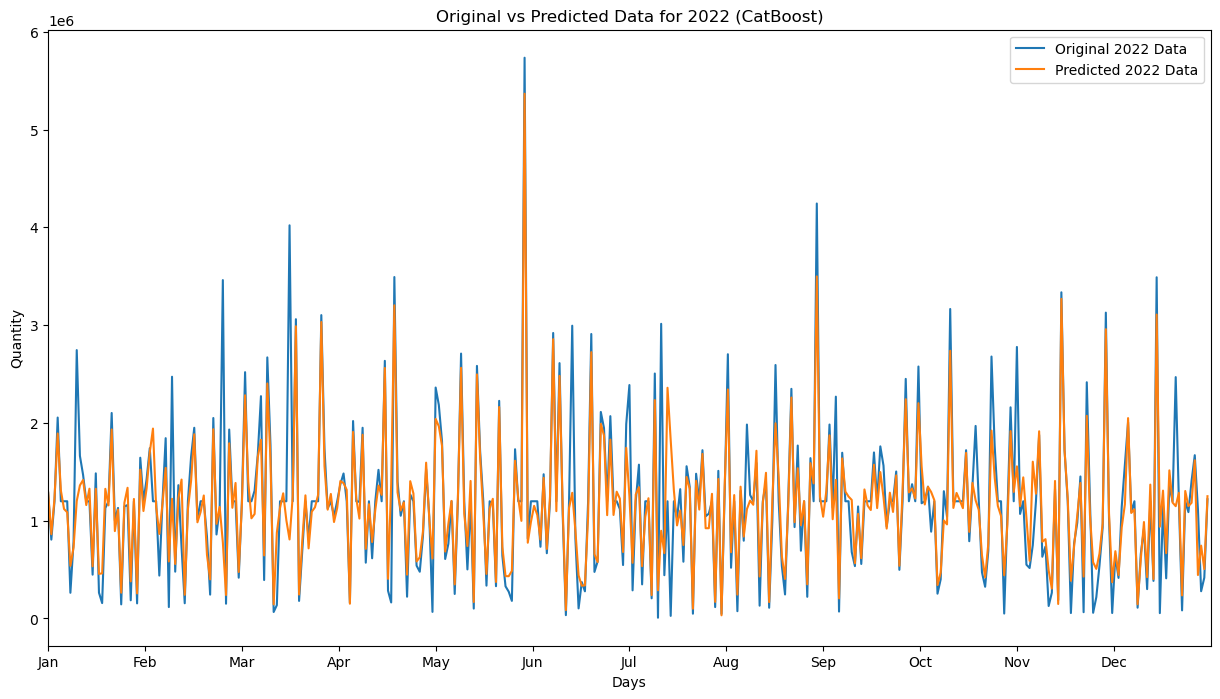 Original vs Predicted Data for 2022 (CatBoost)
1e6
Original 2022 Data
Predicted 2022 Data
6
5
4
3
2
1
0
Quantity
Jan Feb Mar Apr May Jun Jul Aug Sep Oct Nov Dec
Days